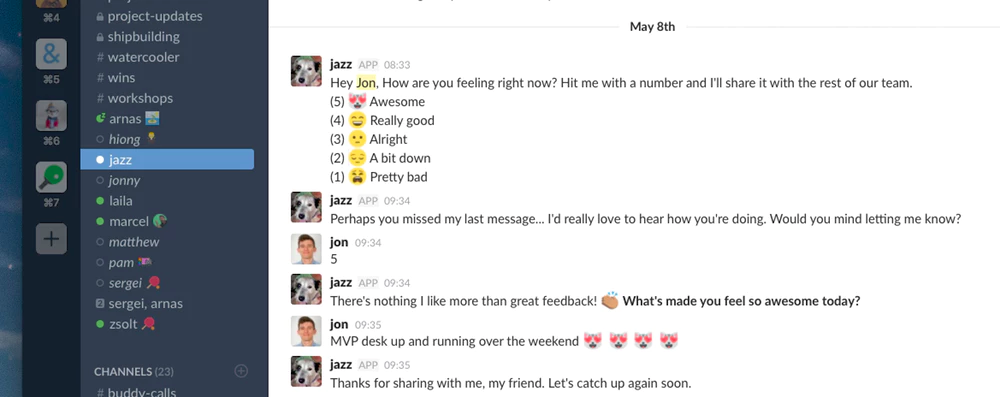 ⌘4
⌘5
⌘6
⌘7
+
project-updates
shipbuilding
# watercooler
# wins
# workshops
arnas
hiong
jazz
jonny
laila
marcel
matthew
pam
sergei
2 sergei, arnas
zsolt
CHANNELS (23)
# buddy-calls
May 8th
jazz APP 08:33
Hey Jon, How are you feeling right now? Hit me with a number and I'll share it with the rest of our team.
(5) 😻 Awesome
(4) 😄 Really good
(3) 🙂 Alright
(2) 😔 A bit down
(1) 😫 Pretty bad
jazz APP 09:34
Perhaps you missed my last message... I'd really love to hear how you're doing. Would you mind letting me know?
jon 09:34
5
jazz APP 09:34
There's nothing I like more than great feedback! 👏 What's made you feel so awesome today?
jon 09:35
MVP desk up and running over the weekend 😻 😻 😻 😻
jazz APP 09:35
Thanks for sharing with me, my friend. Let's catch up again soon.